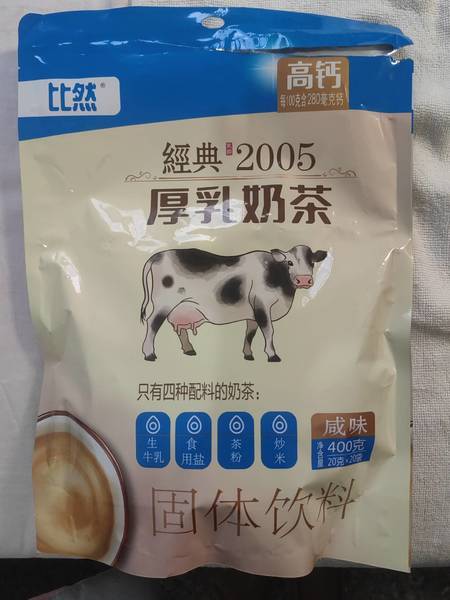 比然®
高钙
每100克含280毫克钙
經典 2005
厚乳奶茶
只有四种配料的奶茶：
生牛乳
食用盐
茶粉
炒米
咸味
净含量 400克
20克×20袋
固体饮料